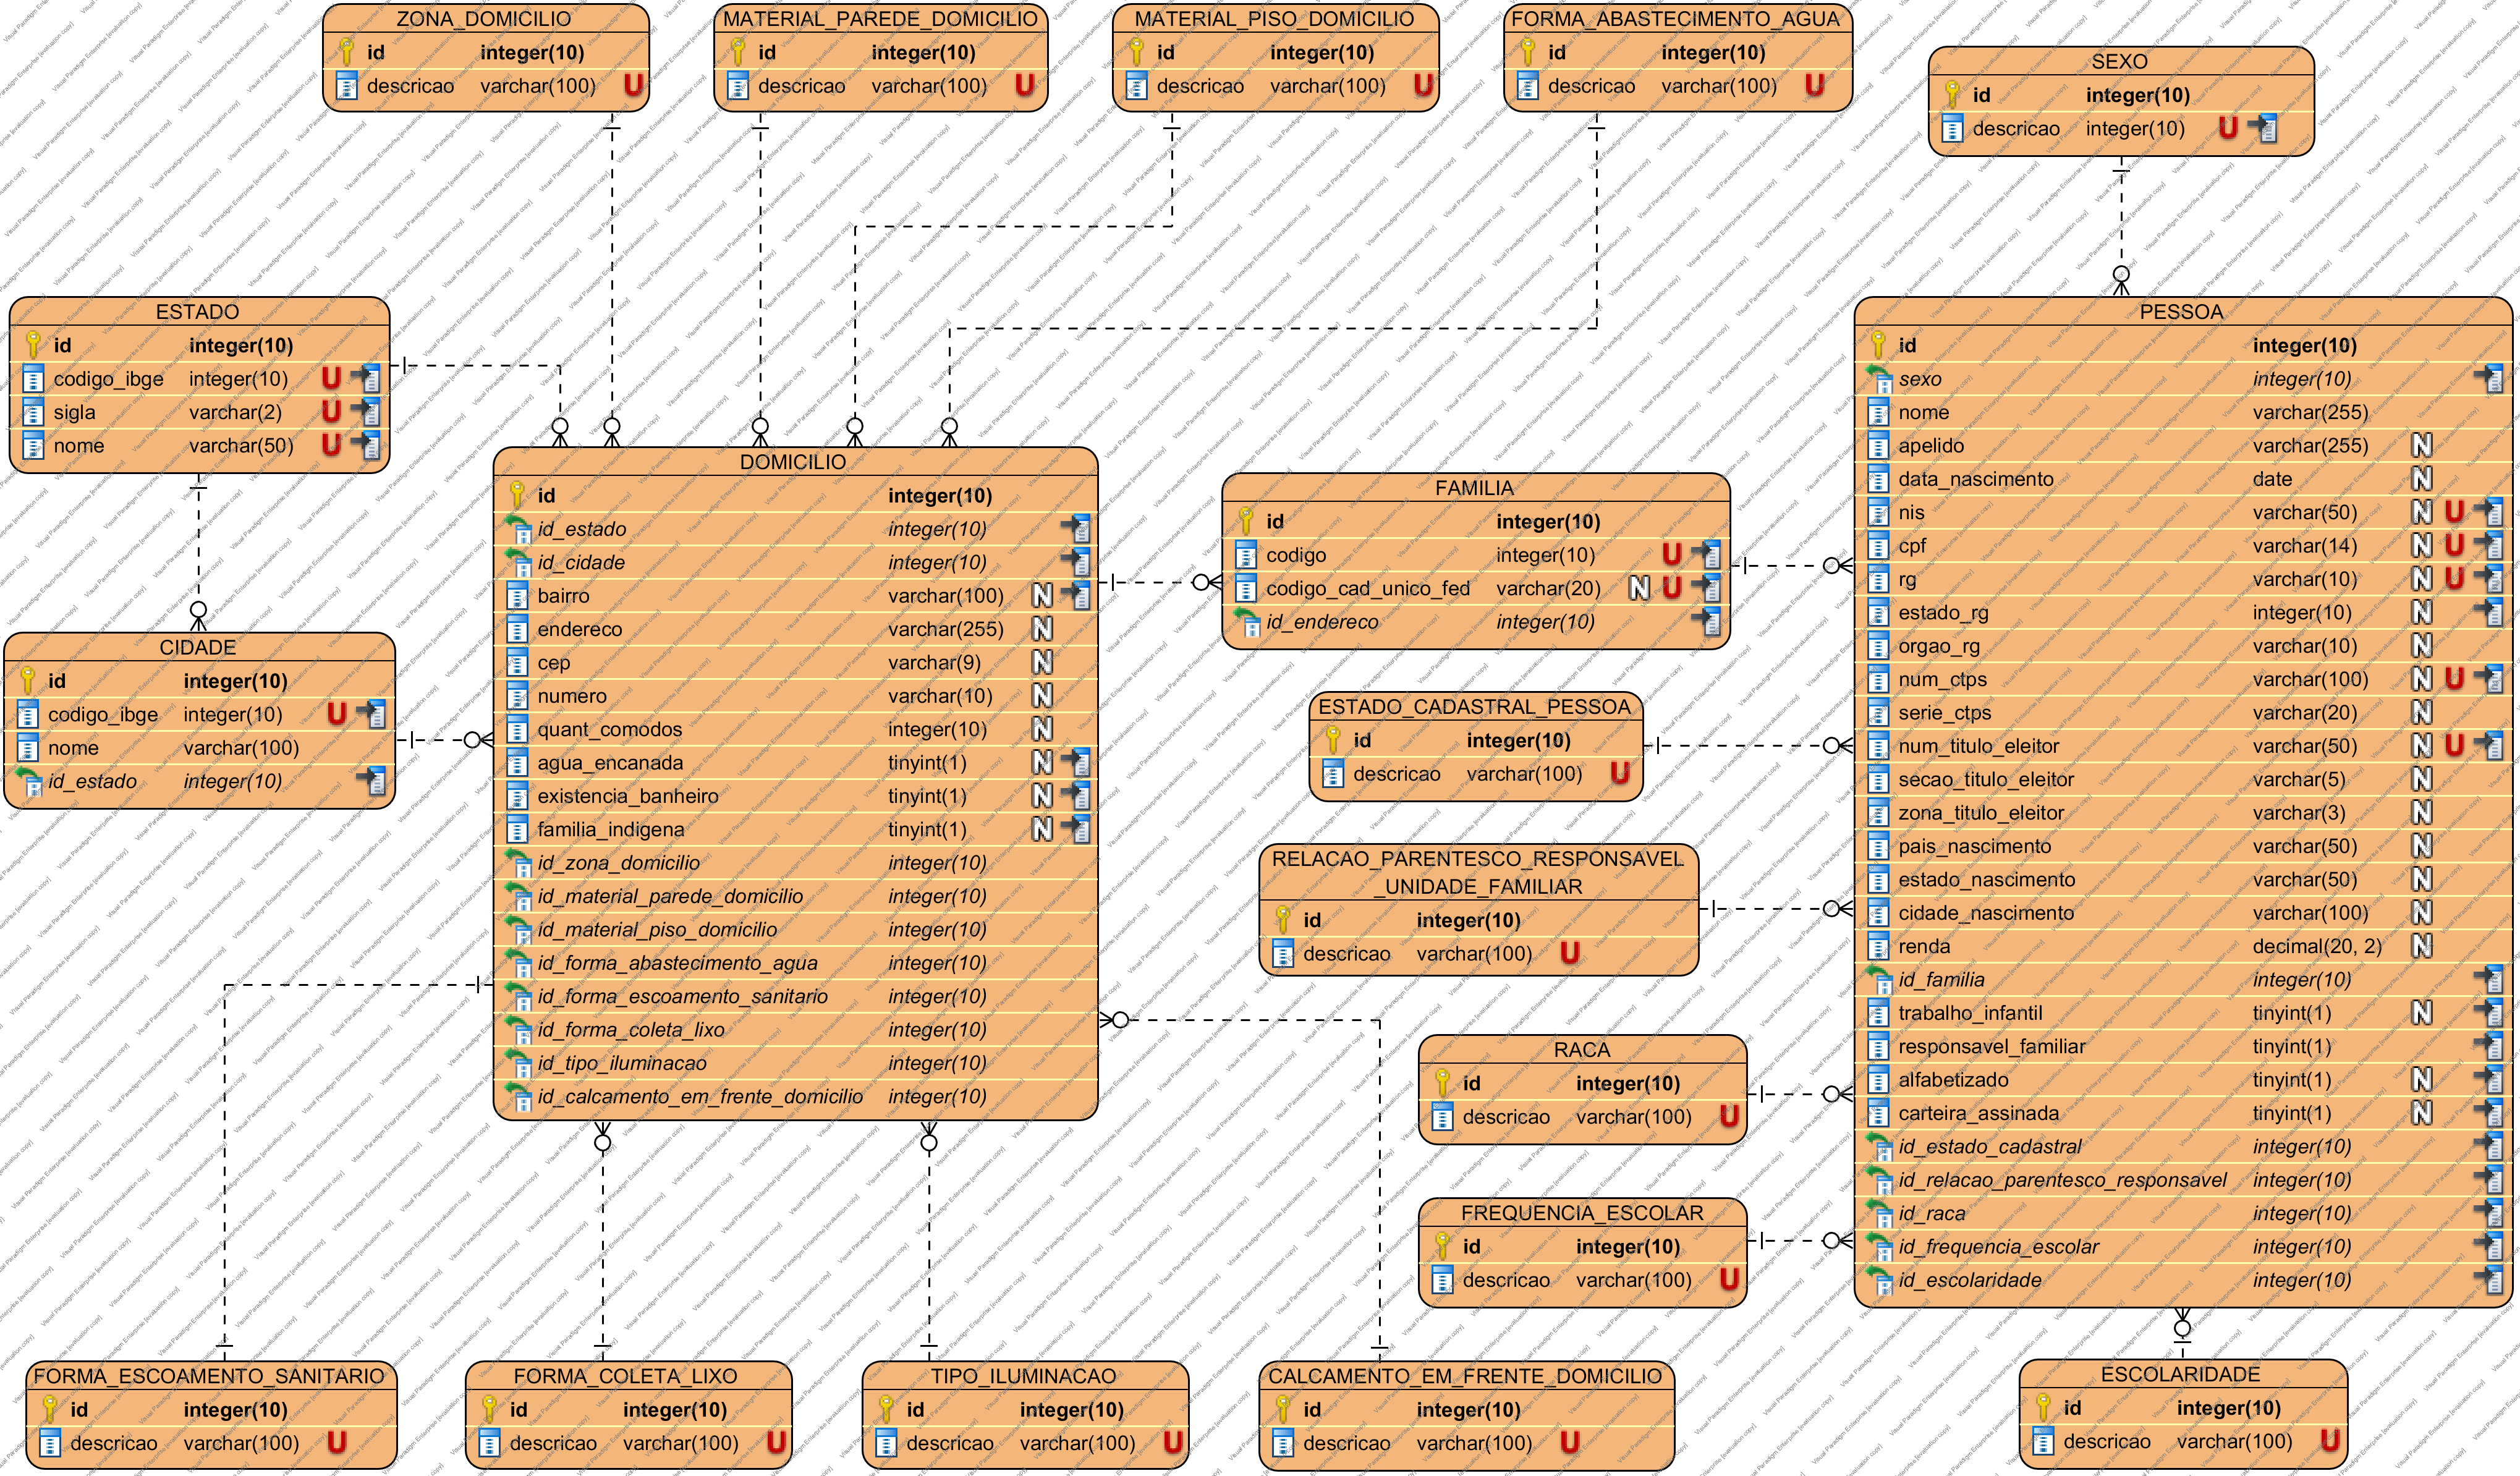 ZONA_DOMICILIO
id integer(10)
descricao varchar(100) U
MATERIAL_PAREDE_DOMICILIO
id integer(10)
descricao varchar(100) U
MATERIAL_PISO_DOMICILIO
id integer(10)
descricao varchar(100) U
FORMA_ABASTECIMENTO_AGUA
id integer(10)
descricao varchar(100) U
SEXO
id integer(10)
descricao integer(10) U
ESTADO
id integer(10)
codigo_ibge integer(10) U
sigla varchar(2) U
nome varchar(50) U
CIDADE
id integer(10)
codigo_ibge integer(10) U
nome varchar(100)
id_estado integer(10)
DOMICILIO
id integer(10)
id_estado integer(10)
id_cidade integer(10)
bairro varchar(100) N
endereco varchar(255) N
cep varchar(9) N
numero varchar(10) N
quant_comodos integer(10) N
agua_encanada tinyint(1) N
existencia_banheiro tinyint(1) N
familia_indigena tinyint(1) N
id_zona_domicilio integer(10)
id_material_parede_domicilio integer(10)
id_material_piso_domicilio integer(10)
id_forma_abastecimento_agua integer(10)
id_forma_escoamento_sanitario integer(10)
id_forma_coleta_lixo integer(10)
id_tipo_iluminacao integer(10)
id_calcamento_em_frente_domicilio integer(10)
FAMILIA
id integer(10)
codigo integer(10) U
codigo_cad_unico_fed varchar(20) N U
id_endereco integer(10)
ESTADO_CADASTRAL_PESSOA
id integer(10)
descricao varchar(100) U
RELACAO_PARENTESCO_RESPONSAVEL
_UNIDADE_FAMILIAR
id integer(10)
descricao varchar(100) U
RACA
id integer(10)
descricao varchar(100) U
FREQUENCIA_ESCOLAR
id integer(10)
descricao varchar(100) U
PESSOA
id integer(10)
sexo integer(10)
nome varchar(255)
apelido varchar(255) N
data_nascimento date N
nis varchar(50) N U
cpf varchar(14) N U
rg varchar(10) N U
estado_rg integer(10) N
orgao_rg varchar(10) N
num_ctps varchar(100) N U
serie_ctps varchar(20) N
num_titulo_eleitor varchar(50) N U
secao_titulo_eleitor varchar(5) N
zona_titulo_eleitor varchar(3) N
pais_nascimento varchar(50) N
estado_nascimento varchar(50) N
cidade_nascimento varchar(100) N
renda decimal(20, 2) N
id_familia integer(10)
trabalho_infantil tinyint(1) N
responsavel_familiar tinyint(1)
alfabetizado tinyint(1) N
carteira_assinada tinyint(1) N
id_estado_cadastral integer(10)
id_relacao_parentesco_responsavel integer(10)
id_raca integer(10)
id_frequencia_escolar integer(10)
id_escolaridade integer(10)
FORMA_ESCOAMENTO_SANITARIO
id integer(10)
descricao varchar(100) U
FORMA_COLETA_LIXO
id integer(10)
descricao varchar(100) U
TIPO_ILUMINACAO
id integer(10)
descricao varchar(100) U
CALCAMENTO_EM_FRENTE_DOMICILIO
id integer(10)
descricao varchar(100) U
ESCOLARIDADE
id integer(10)
descricao varchar(100) U
Visual Paradigm Enterprise [evaluation copy]